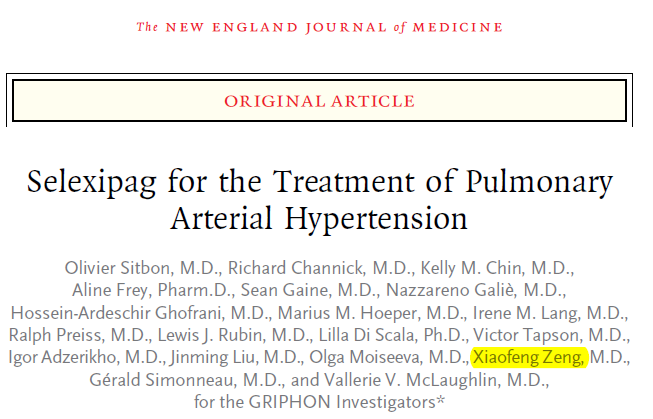 The NEW ENGLAND JOURNAL of MEDICINE
ORIGINAL ARTICLE
Selexipag for the Treatment of Pulmonary
Arterial Hypertension
Olivier Sitbon, M.D., Richard Channick, M.D., Kelly M. Chin, M.D.,
Aline Frey, Pharm.D., Sean Gaine, M.D., Nazzareno Galiè, M.D.,
Hossein-Ardeschir Ghofrani, M.D., Marius M. Hoeper, M.D., Irene M. Lang, M.D.,
Ralph Preiss, M.D., Lewis J. Rubin, M.D., Lilla Di Scala, Ph.D., Victor Tapson, M.D.,
Igor Adzerikho, M.D., Jinming Liu, M.D., Olga Moiseeva, M.D., Xiaofeng Zeng, M.D.,
Gérald Simonneau, M.D., and Vallerie V. McLaughlin, M.D.,
for the GRIPHON Investigators*